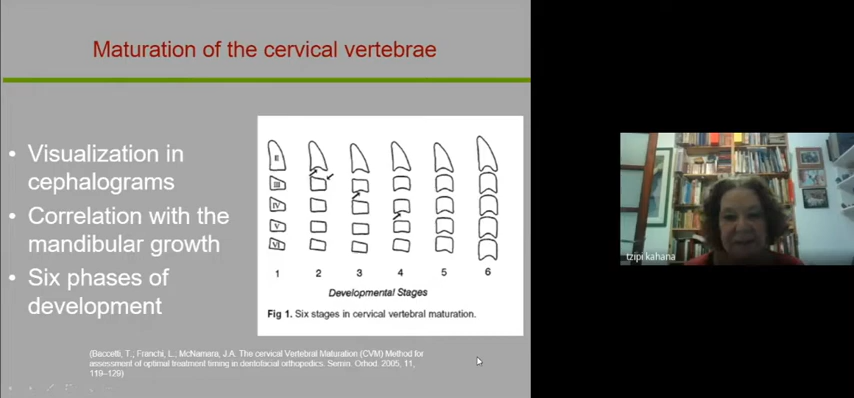 Maturation of the cervical vertebrae
• Visualization in
cephalograms
• Correlation with the
mandibular growth
• Six phases of
development
II
III
IV
V
VI
1 2 3 4 5 6
Developmental Stages
Fig 1. Six stages in cervical vertebral maturation.
(Baccetti, T.; Franchi, L.; McNamara, J.A. The cervical Vertebral Maturation (CVM) Method for
assessment of optimal treatment timing in dentofacial orthopedics. Semin. Orhod. 2005, 11,
119–129)
tzipi kahana